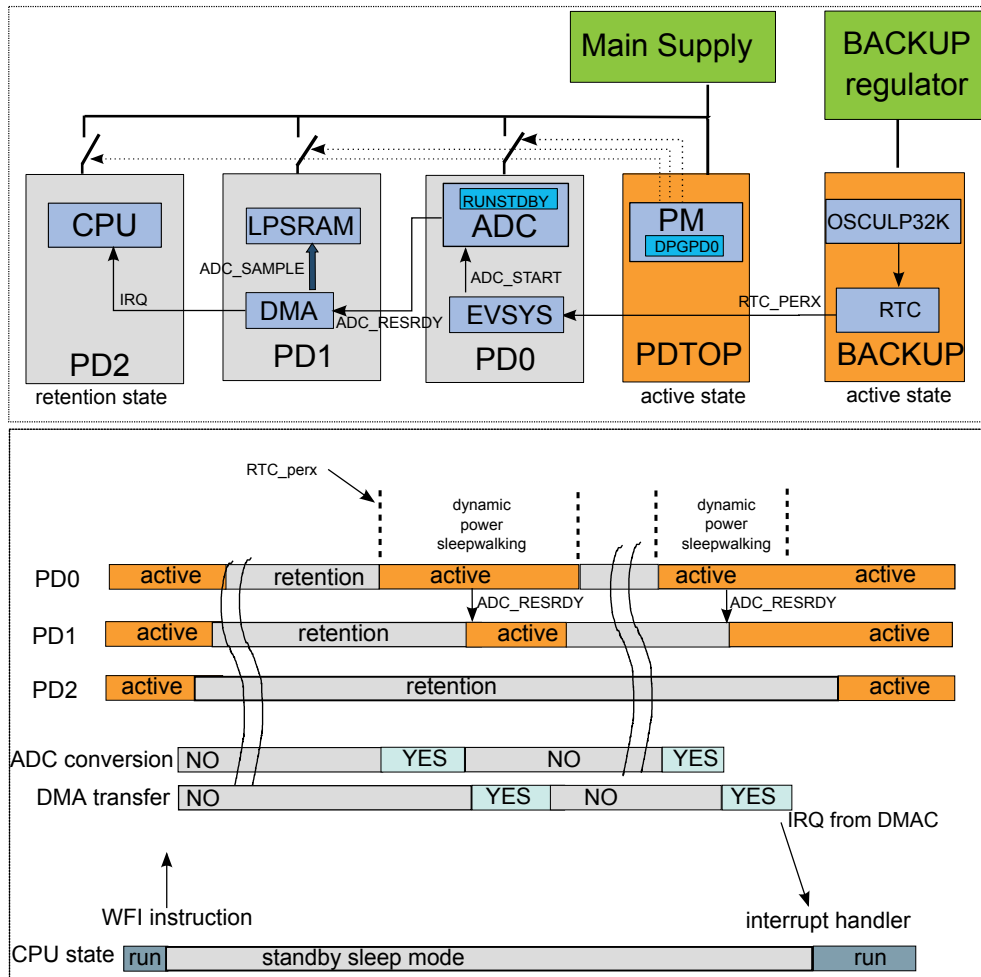 Main Supply
BACKUP
regulator
CPU
LPSRAM
RUNSTDBY
ADC
PM
DPGPD0
OSCULP32K
ADC_SAMPLE
ADC_START
IRQ
DMA
ADC_RESRDY
EVSYS
RTC_PERX
RTC
PD2
PD1
PD0
PDTOP
BACKUP
retention state
active state
active state
RTC_perx
dynamic
power
sleepwalking
dynamic
power
sleepwalking
PD0
active
retention
active
active
active
ADC_RESRDY
ADC_RESRDY
PD1
active
retention
active
active
PD2
active
retention
active
ADC conversion
NO
YES
NO
YES
DMA transfer
NO
YES
NO
YES
IRQ from DMAC
WFI instruction
interrupt handler
CPU state
run
standby sleep mode
run